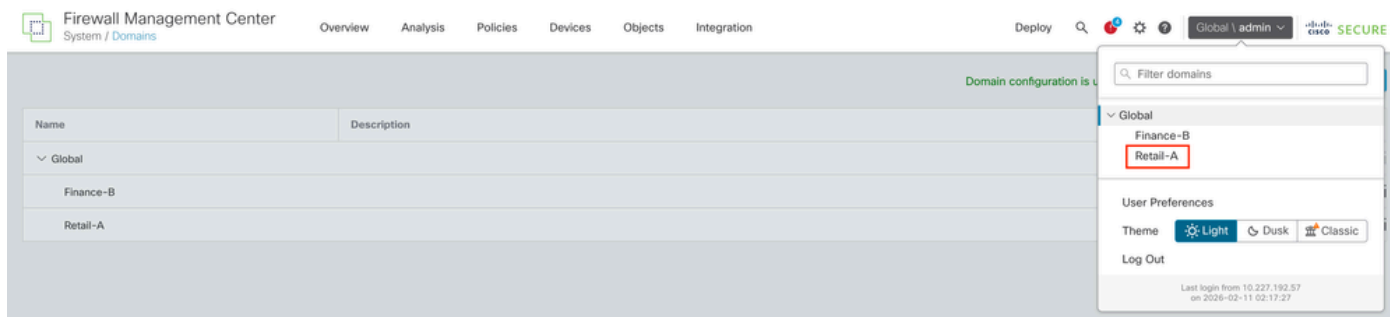 Firewall Management Center
System / Domains
Overview Analysis Policies Devices Objects Integration Deploy Global \ admin CISCO SECURE
Filter domains
Domain configuration is u
Name Description
Global
Finance-B
Retail-A
Global
Finance-B
Retail-A
User Preferences
Theme Light Dusk Classic
Log Out
Last login from 10.227.192.57
on 2026-02-11 02:17:27